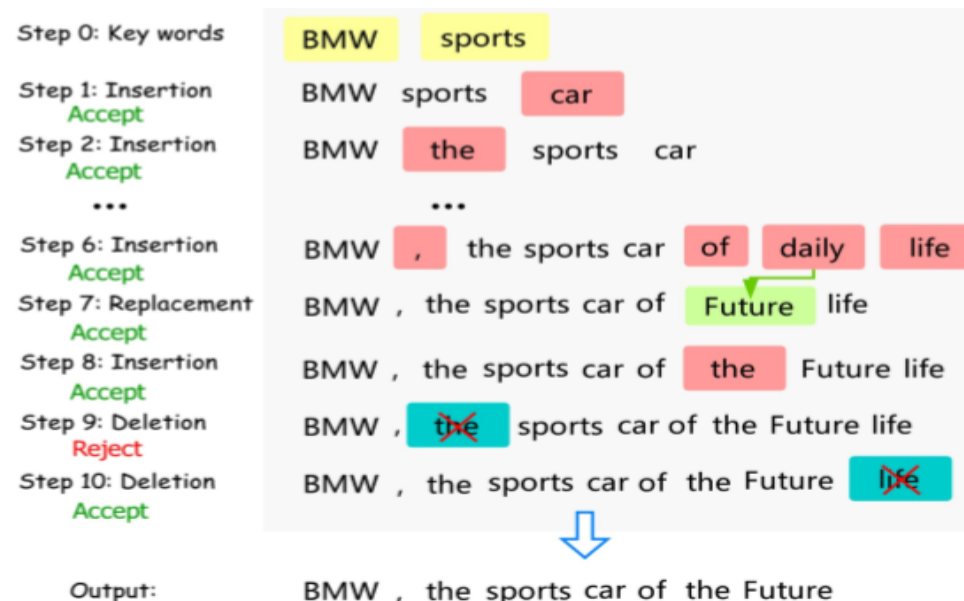 Step 0: Key words BMW sports
Step 1: Insertion BMW sports car
Accept
Step 2: Insertion BMW the sports car
Accept
... ...
Step 6: Insertion BMW , the sports car of daily life
Accept
Step 7: Replacement BMW , the sports car of Future life
Accept
Step 8: Insertion BMW , the sports car of the Future life
Accept
Step 9: Deletion BMW , the sports car of the Future life
Reject
Step 10: Deletion BMW , the sports car of the Future life
Accept
Output: BMW , the sports car of the Future